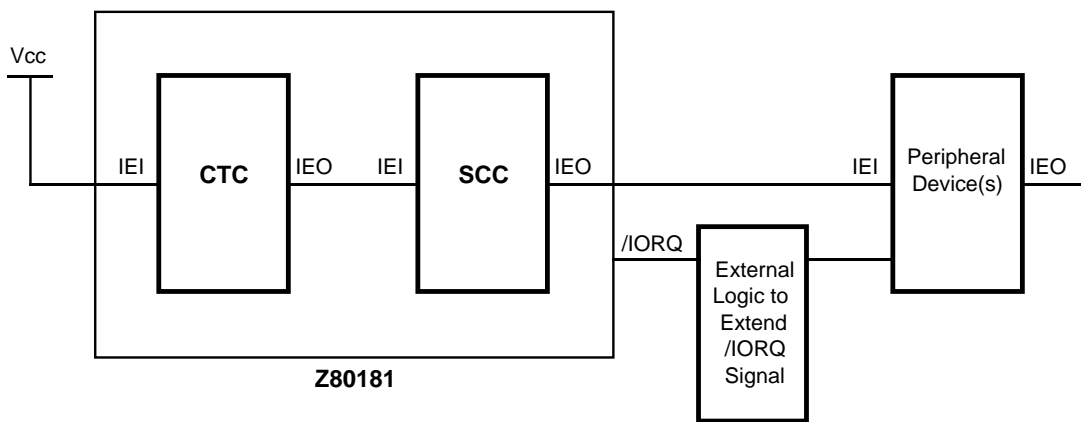 Vcc
IEI
CTC
IEO
IEI
SCC
IEO
IEI
Peripheral
Device(s)
IEO
/IORQ
External
Logic to
Extend
/IORQ
Signal
Z80181